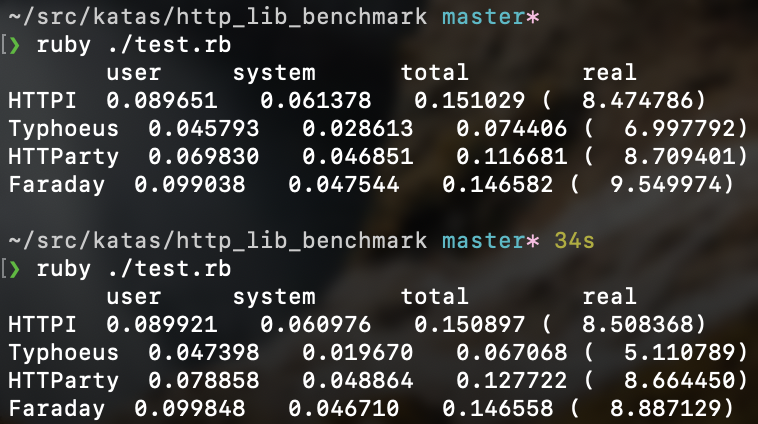 ~/src/katas/http_lib_benchmark master*
[❯ ruby ./test.rb
user system total real
HTTPI 0.089651 0.061378 0.151029 ( 8.474786)
Typhoeus 0.045793 0.028613 0.074406 ( 6.997792)
HTTParty 0.069830 0.046851 0.116681 ( 8.709401)
Faraday 0.099038 0.047544 0.146582 ( 9.549974)
~/src/katas/http_lib_benchmark master* 34s
[❯ ruby ./test.rb
user system total real
HTTPI 0.089921 0.060976 0.150897 ( 8.508368)
Typhoeus 0.047398 0.019670 0.067068 ( 5.110789)
HTTParty 0.078858 0.048864 0.127722 ( 8.664450)
Faraday 0.099848 0.046710 0.146558 ( 8.887129)